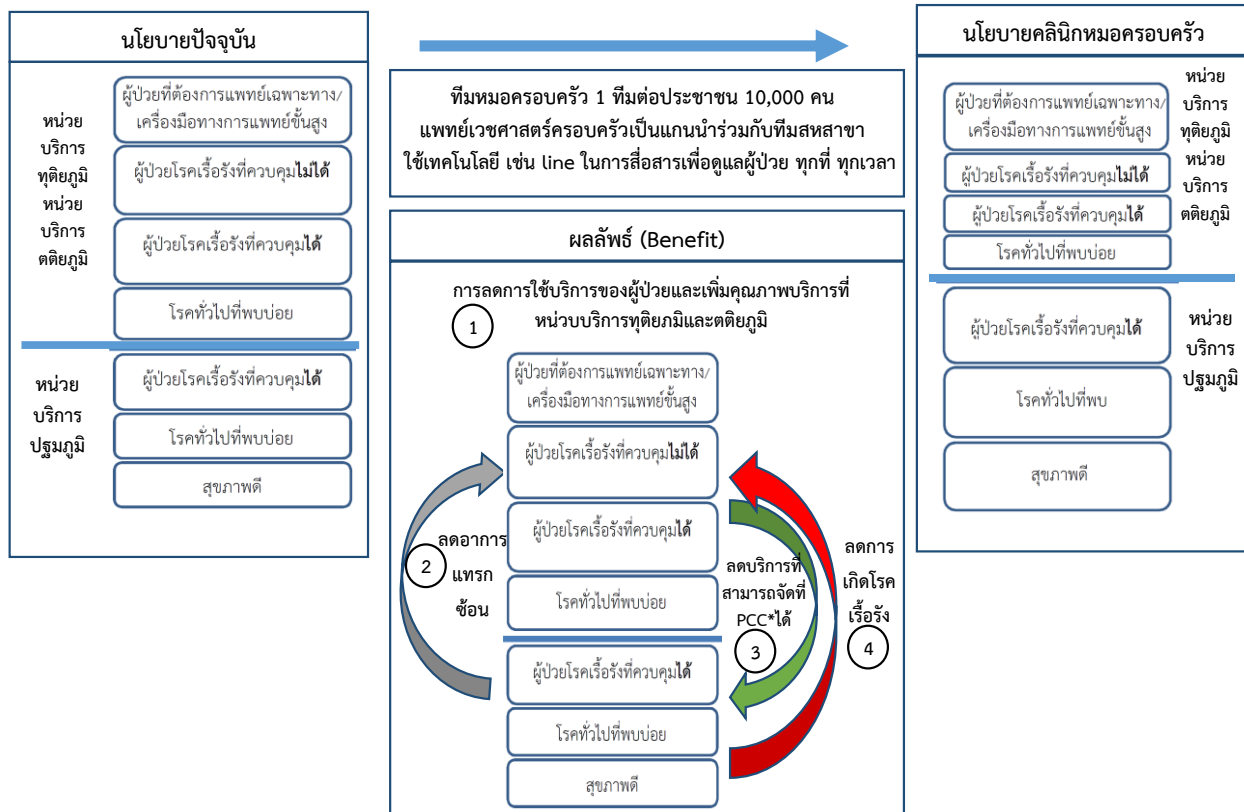 นโยบายปัจจุบัน
หน่วย
บริการ
ทุติยภูมิ
หน่วย
บริการ
ตติยภูมิ
ผู้ป่วยที่ต้องการแพทย์เฉพาะทาง/
เครื่องมือทางการแพทย์ขั้นสูง
ผู้ป่วยโรคเรื้อรังที่ควบคุมไม่ได้
ผู้ป่วยโรคเรื้อรังที่ควบคุมได้
โรคทั่วไปที่พบบ่อย
หน่วย
บริการ
ปฐมภูมิ
ผู้ป่วยโรคเรื้อรังที่ควบคุมได้
โรคทั่วไปที่พบบ่อย
สุขภาพดี
ทีมหมอครอบครัว 1 ทีมต่อประชาชน 10,000 คน
แพทย์เวชศาสตร์ครอบครัวเป็นแกนนำร่วมกับทีมสหสาขา
ใช้เทคโนโลยี เช่น line ในการสื่อสารเพื่อดูแลผู้ป่วย ทุกที่ ทุกเวลา
ผลลัพธ์ (Benefit)
การลดการใช้บริการของผู้ป่วยและเพิ่มคุณภาพบริการที่
หน่วบบริการทุติยภมิและตติยภูมิ
1
ผู้ป่วยที่ต้องการแพทย์เฉพาะทาง/
เครื่องมือทางการแพทย์ขั้นสูง
ผู้ป่วยโรคเรื้อรังที่ควบคุมไม่ได้
ผู้ป่วยโรคเรื้อรังที่ควบคุมได้
โรคทั่วไปที่พบบ่อย
ผู้ป่วยโรคเรื้อรังที่ควบคุมได้
โรคทั่วไปที่พบบ่อย
สุขภาพดี
2
ลดอาการ
แทรก
ซ้อน
ลดบริการที่
สามารถจัดที่
PCC*ได้
3
ลดการ
เกิดโรค
เรื้อรัง
4
นโยบายคลินิกหมอครอบครัว
ผู้ป่วยที่ต้องการแพทย์เฉพาะทาง/
เครื่องมือทางการแพทย์ขั้นสูง
ผู้ป่วยโรคเรื้อรังที่ควบคุมไม่ได้
ผู้ป่วยโรคเรื้อรังที่ควบคุมได้
โรคทั่วไปที่พบบ่อย
หน่วย
บริการ
ทุติยภูมิ
หน่วย
บริการ
ตติยภูมิ
ผู้ป่วยโรคเรื้อรังที่ควบคุมได้
โรคทั่วไปที่พบ
สุขภาพดี
หน่วย
บริการ
ปฐมภูมิ